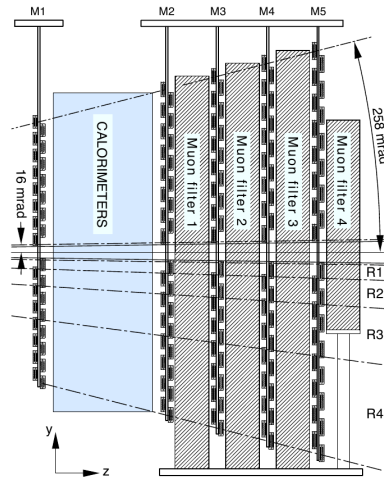 M1
M2
M3
M4
M5
CALORIMETERS
Muon filter 1
Muon filter 2
Muon filter 3
Muon filter 4
258 mrad
16
mrad
R1
R2
R3
R4
y
z